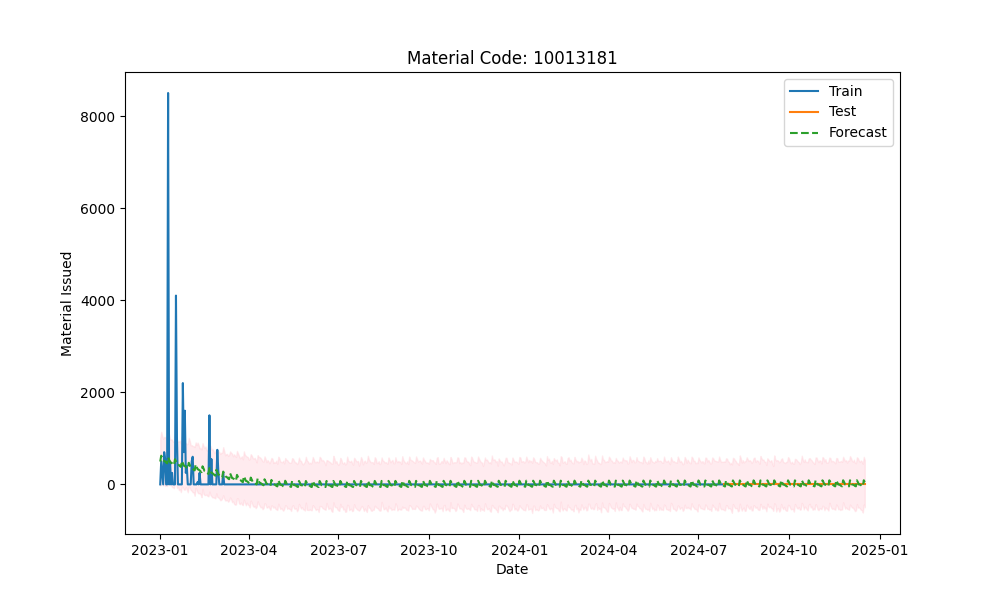 Material Code: 10013181
Train
Test
Forecast
Material Issued
8000
6000
4000
2000
0
2023-01 2023-04 2023-07 2023-10 2024-01 2024-04 2024-07 2024-10 2025-01
Date